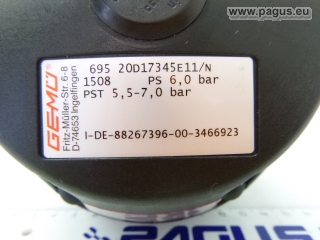 www.pagus.eu
GEMÜ
Fritz-Müller-Str. 6-8
D-74653 Ingelfingen
695 20D17345E11/N
1508 PS 6,0 bar
PST 5,5-7,0 bar
I-DE-88267396-00-3466923